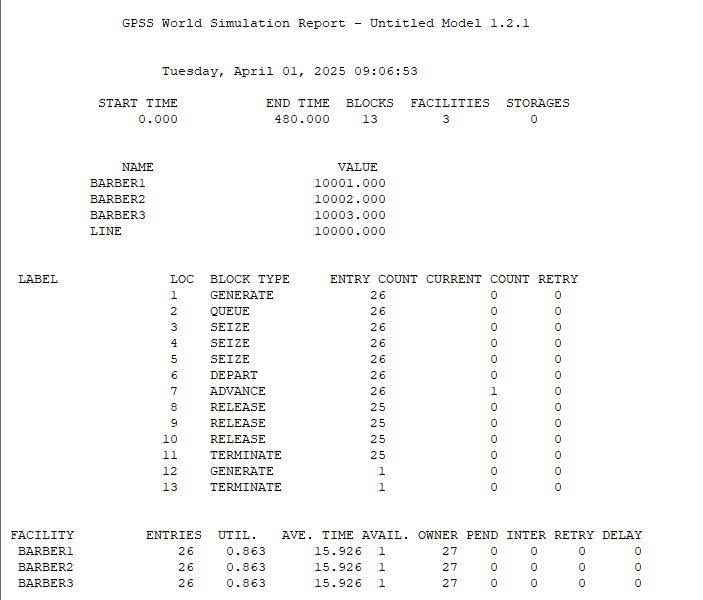 GPSS World Simulation Report - Untitled Model 1.2.1
Tuesday, April 01, 2025 09:06:53
START TIME END TIME BLOCKS FACILITIES STORAGES
0.000 480.000 13 3 0
NAME VALUE
BARBER1 10001.000
BARBER2 10002.000
BARBER3 10003.000
LINE 10000.000
LABEL LOC BLOCK TYPE ENTRY COUNT CURRENT COUNT RETRY
1 GENERATE 26 0 0
2 QUEUE 26 0 0
3 SEIZE 26 0 0
4 SEIZE 26 0 0
5 SEIZE 26 0 0
6 DEPART 26 0 0
7 ADVANCE 26 1 0
8 RELEASE 25 0 0
9 RELEASE 25 0 0
10 RELEASE 25 0 0
11 TERMINATE 25 0 0
12 GENERATE 1 0 0
13 TERMINATE 1 0 0
FACILITY ENTRIES UTIL. AVE. TIME AVAIL. OWNER PEND INTER RETRY DELAY
BARBER1 26 0.863 15.926 1 27 0 0 0 0
BARBER2 26 0.863 15.926 1 27 0 0 0 0
BARBER3 26 0.863 15.926 1 27 0 0 0 0